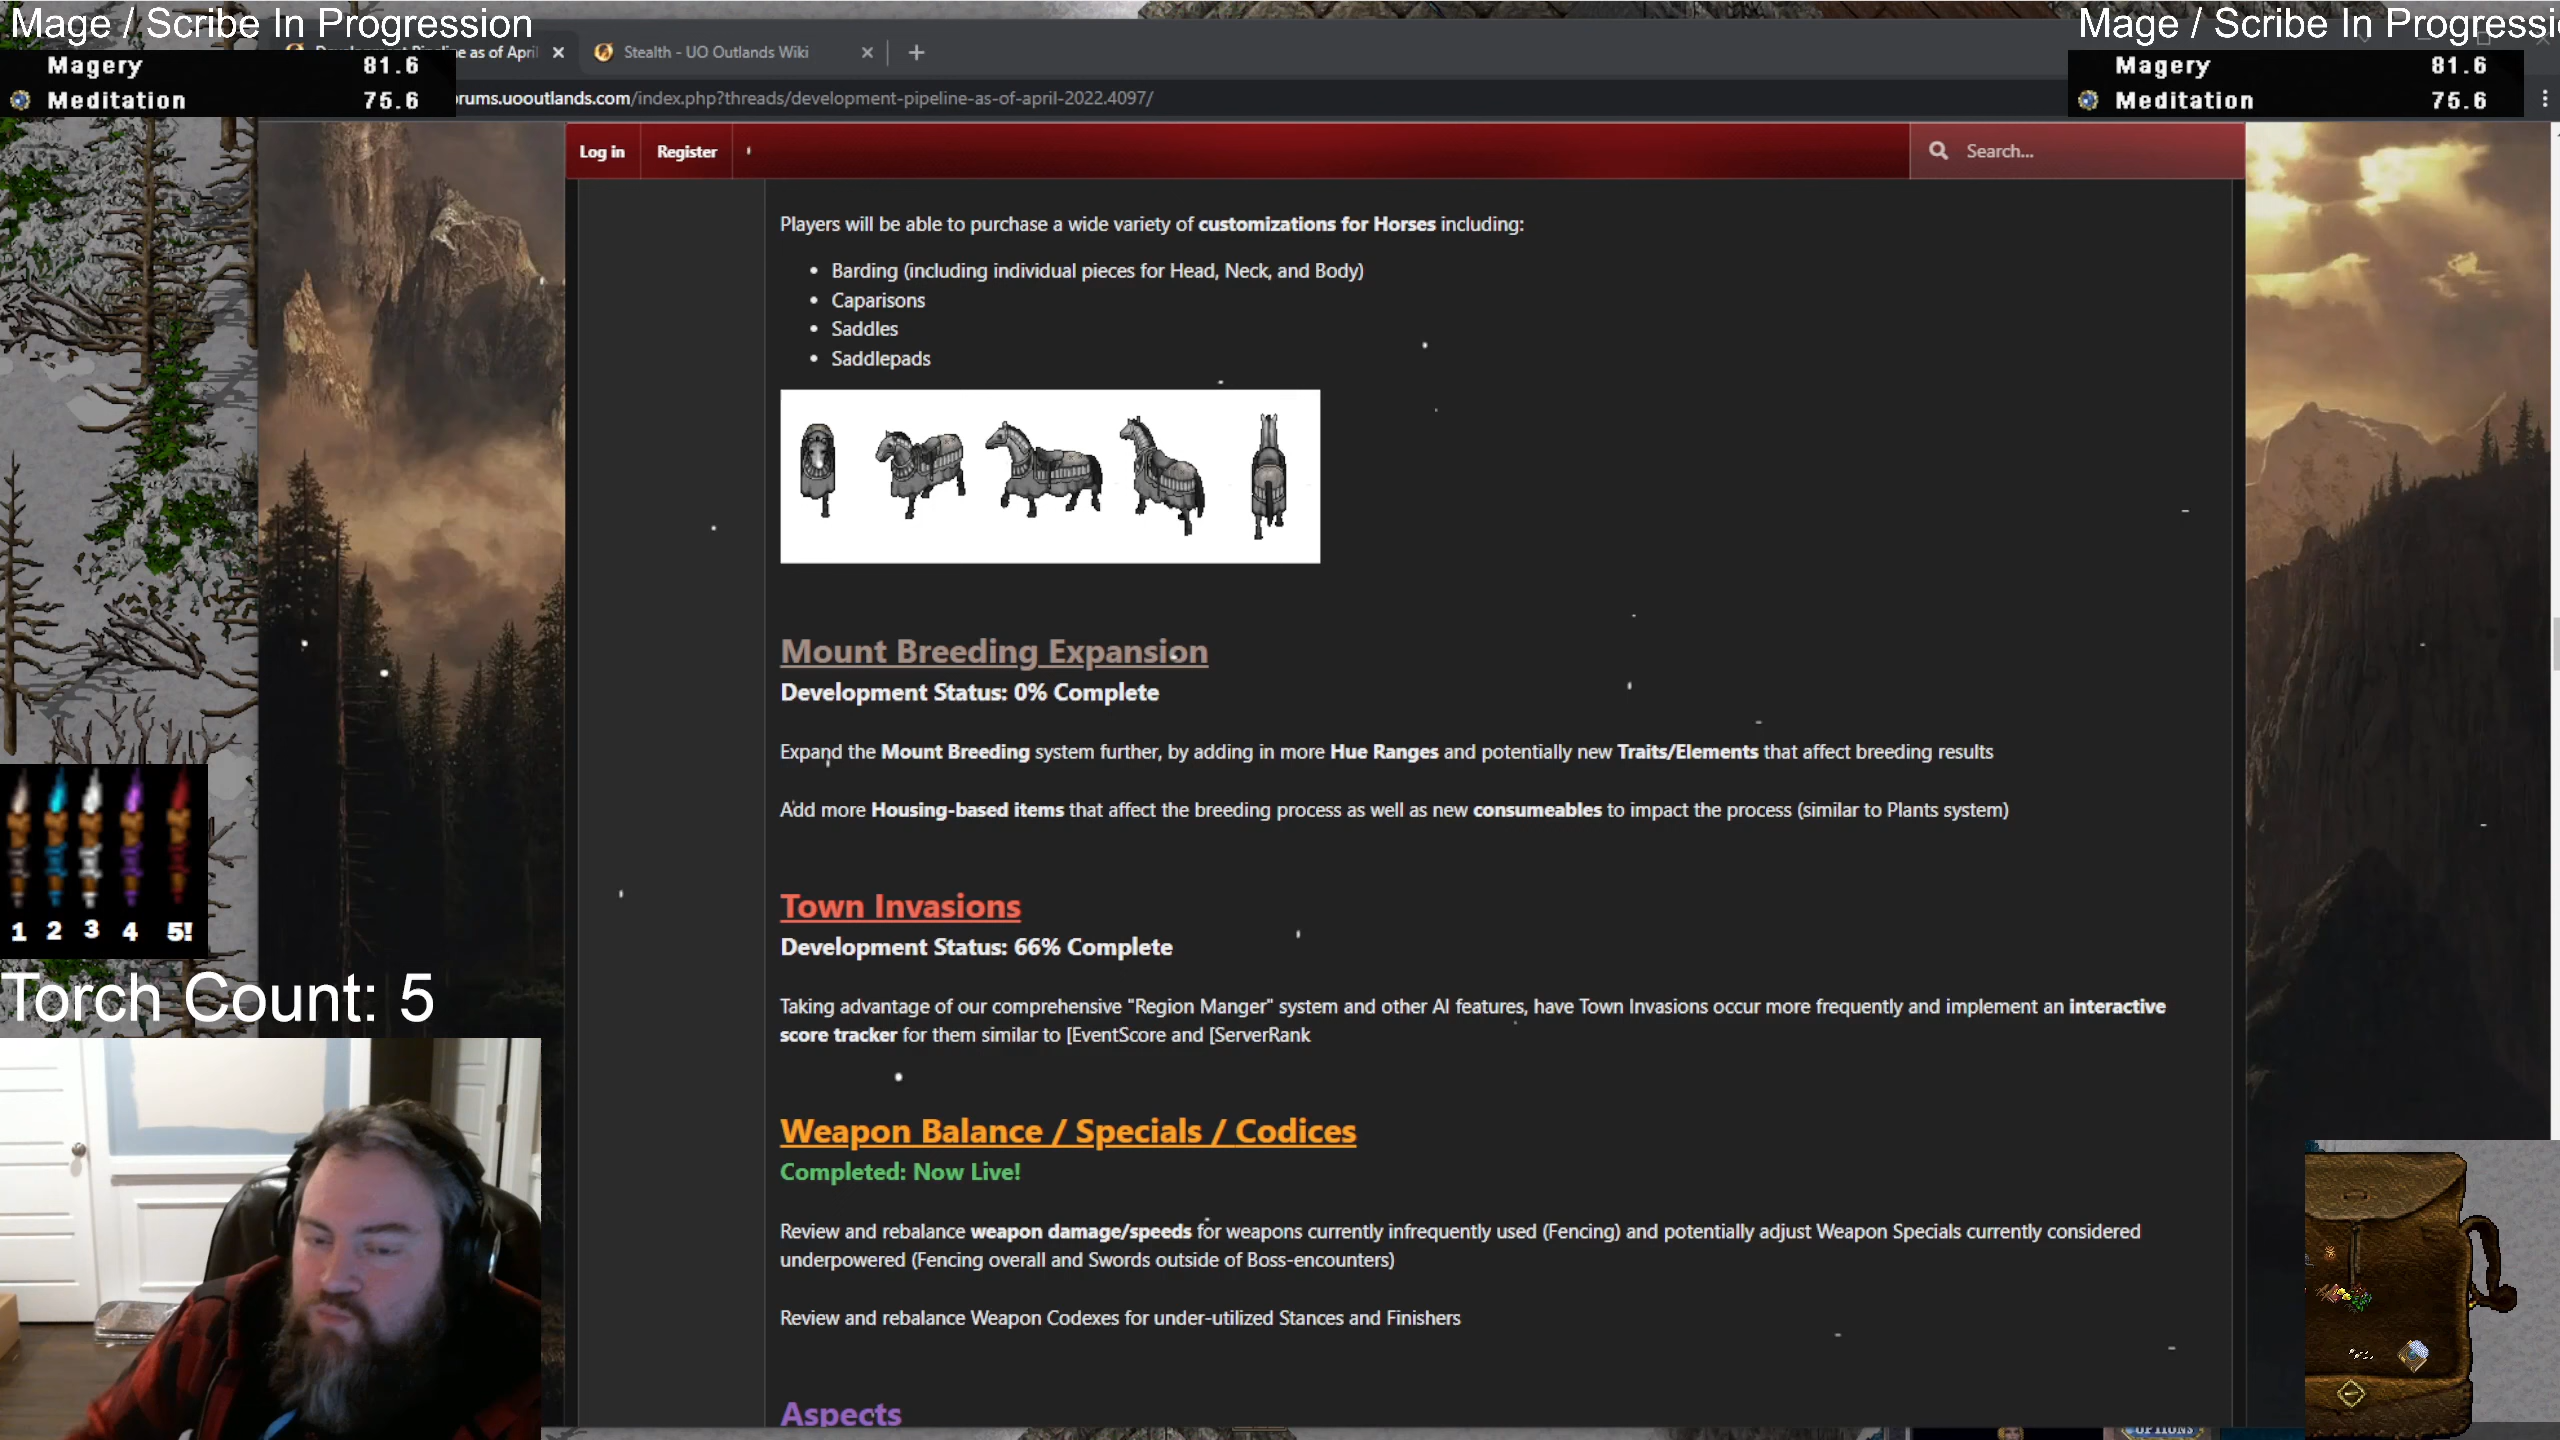 Mage / Scribe In Progression
Magery 81.6
Meditation 75.6
e as of April
Stealth - UO Outlands Wiki
orums.uooutlands.com/index.php?threads/development-pipeline-as-of-april-2022.4097/
Mage / Scribe In Progressi
Magery 81.6
Meditation 75.6
Log in
Register
Search...
Players will be able to purchase a wide variety of customizations for Horses including:
• Barding (including individual pieces for Head, Neck, and Body)
• Caparisons
• Saddles
• Saddlepads
Mount Breeding Expansion
Development Status: 0% Complete
Expand the Mount Breeding system further, by adding in more Hue Ranges and potentially new Traits/Elements that affect breeding results
Add more Housing-based items that affect the breeding process as well as new consumeables to impact the process (similar to Plants system)
Town Invasions
Development Status: 66% Complete
Taking advantage of our comprehensive "Region Manger" system and other AI features, have Town Invasions occur more frequently and implement an interactive
score tracker for them similar to [EventScore and [ServerRank
Weapon Balance / Specials / Codices
Completed: Now Live!
Review and rebalance weapon damage/speeds for weapons currently infrequently used (Fencing) and potentially adjust Weapon Specials currently considered
underpowered (Fencing overall and Swords outside of Boss-encounters)
Review and rebalance Weapon Codexes for under-utilized Stances and Finishers
Aspects
1 2 3 4 5!
Torch Count: 5
OPTIONS